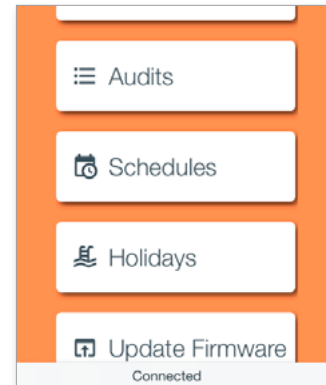 Audits
Schedules
Holidays
Update Firmware
Connected